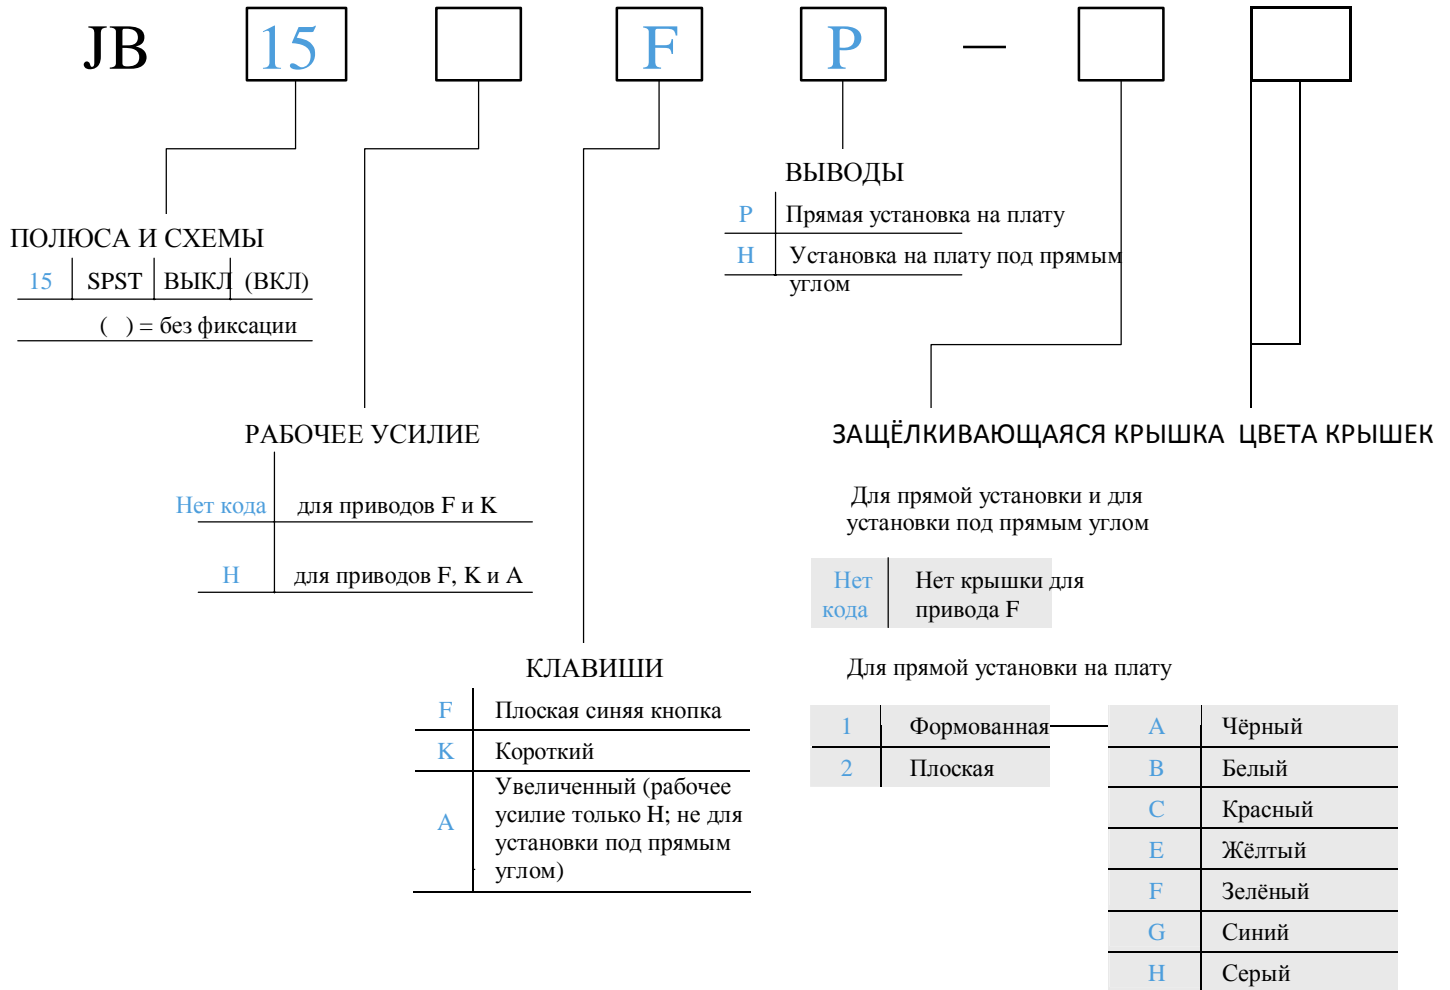 JB 15 F P —
ВЫВОДЫ
P Прямая установка на плату
H Установка на плату под прямым
углом
ПОЛЮСА И СХЕМЫ
15 SPST ВЫКЛ (ВКЛ)
( ) = без фиксации
РАБОЧЕЕ УСИЛИЕ
Нет кода для приводов F и K
H для приводов F, K и A
КЛАВИШИ
F Плоская синяя кнопка
K Короткий
A Увеличенный (рабочее
усилие только H; не для
установки под прямым
углом)
ЗАЩЁЛКИВАЮЩАЯСЯ КРЫШКА ЦВЕТА КРЫШЕК
Для прямой установки и для
установки под прямым углом
Нет Нет крышки для
кода привода F
Для прямой установки на плату
1 Формованная
2 Плоская
A Чёрный
B Белый
C Красный
E Жёлтый
F Зелёный
G Синий
H Серый